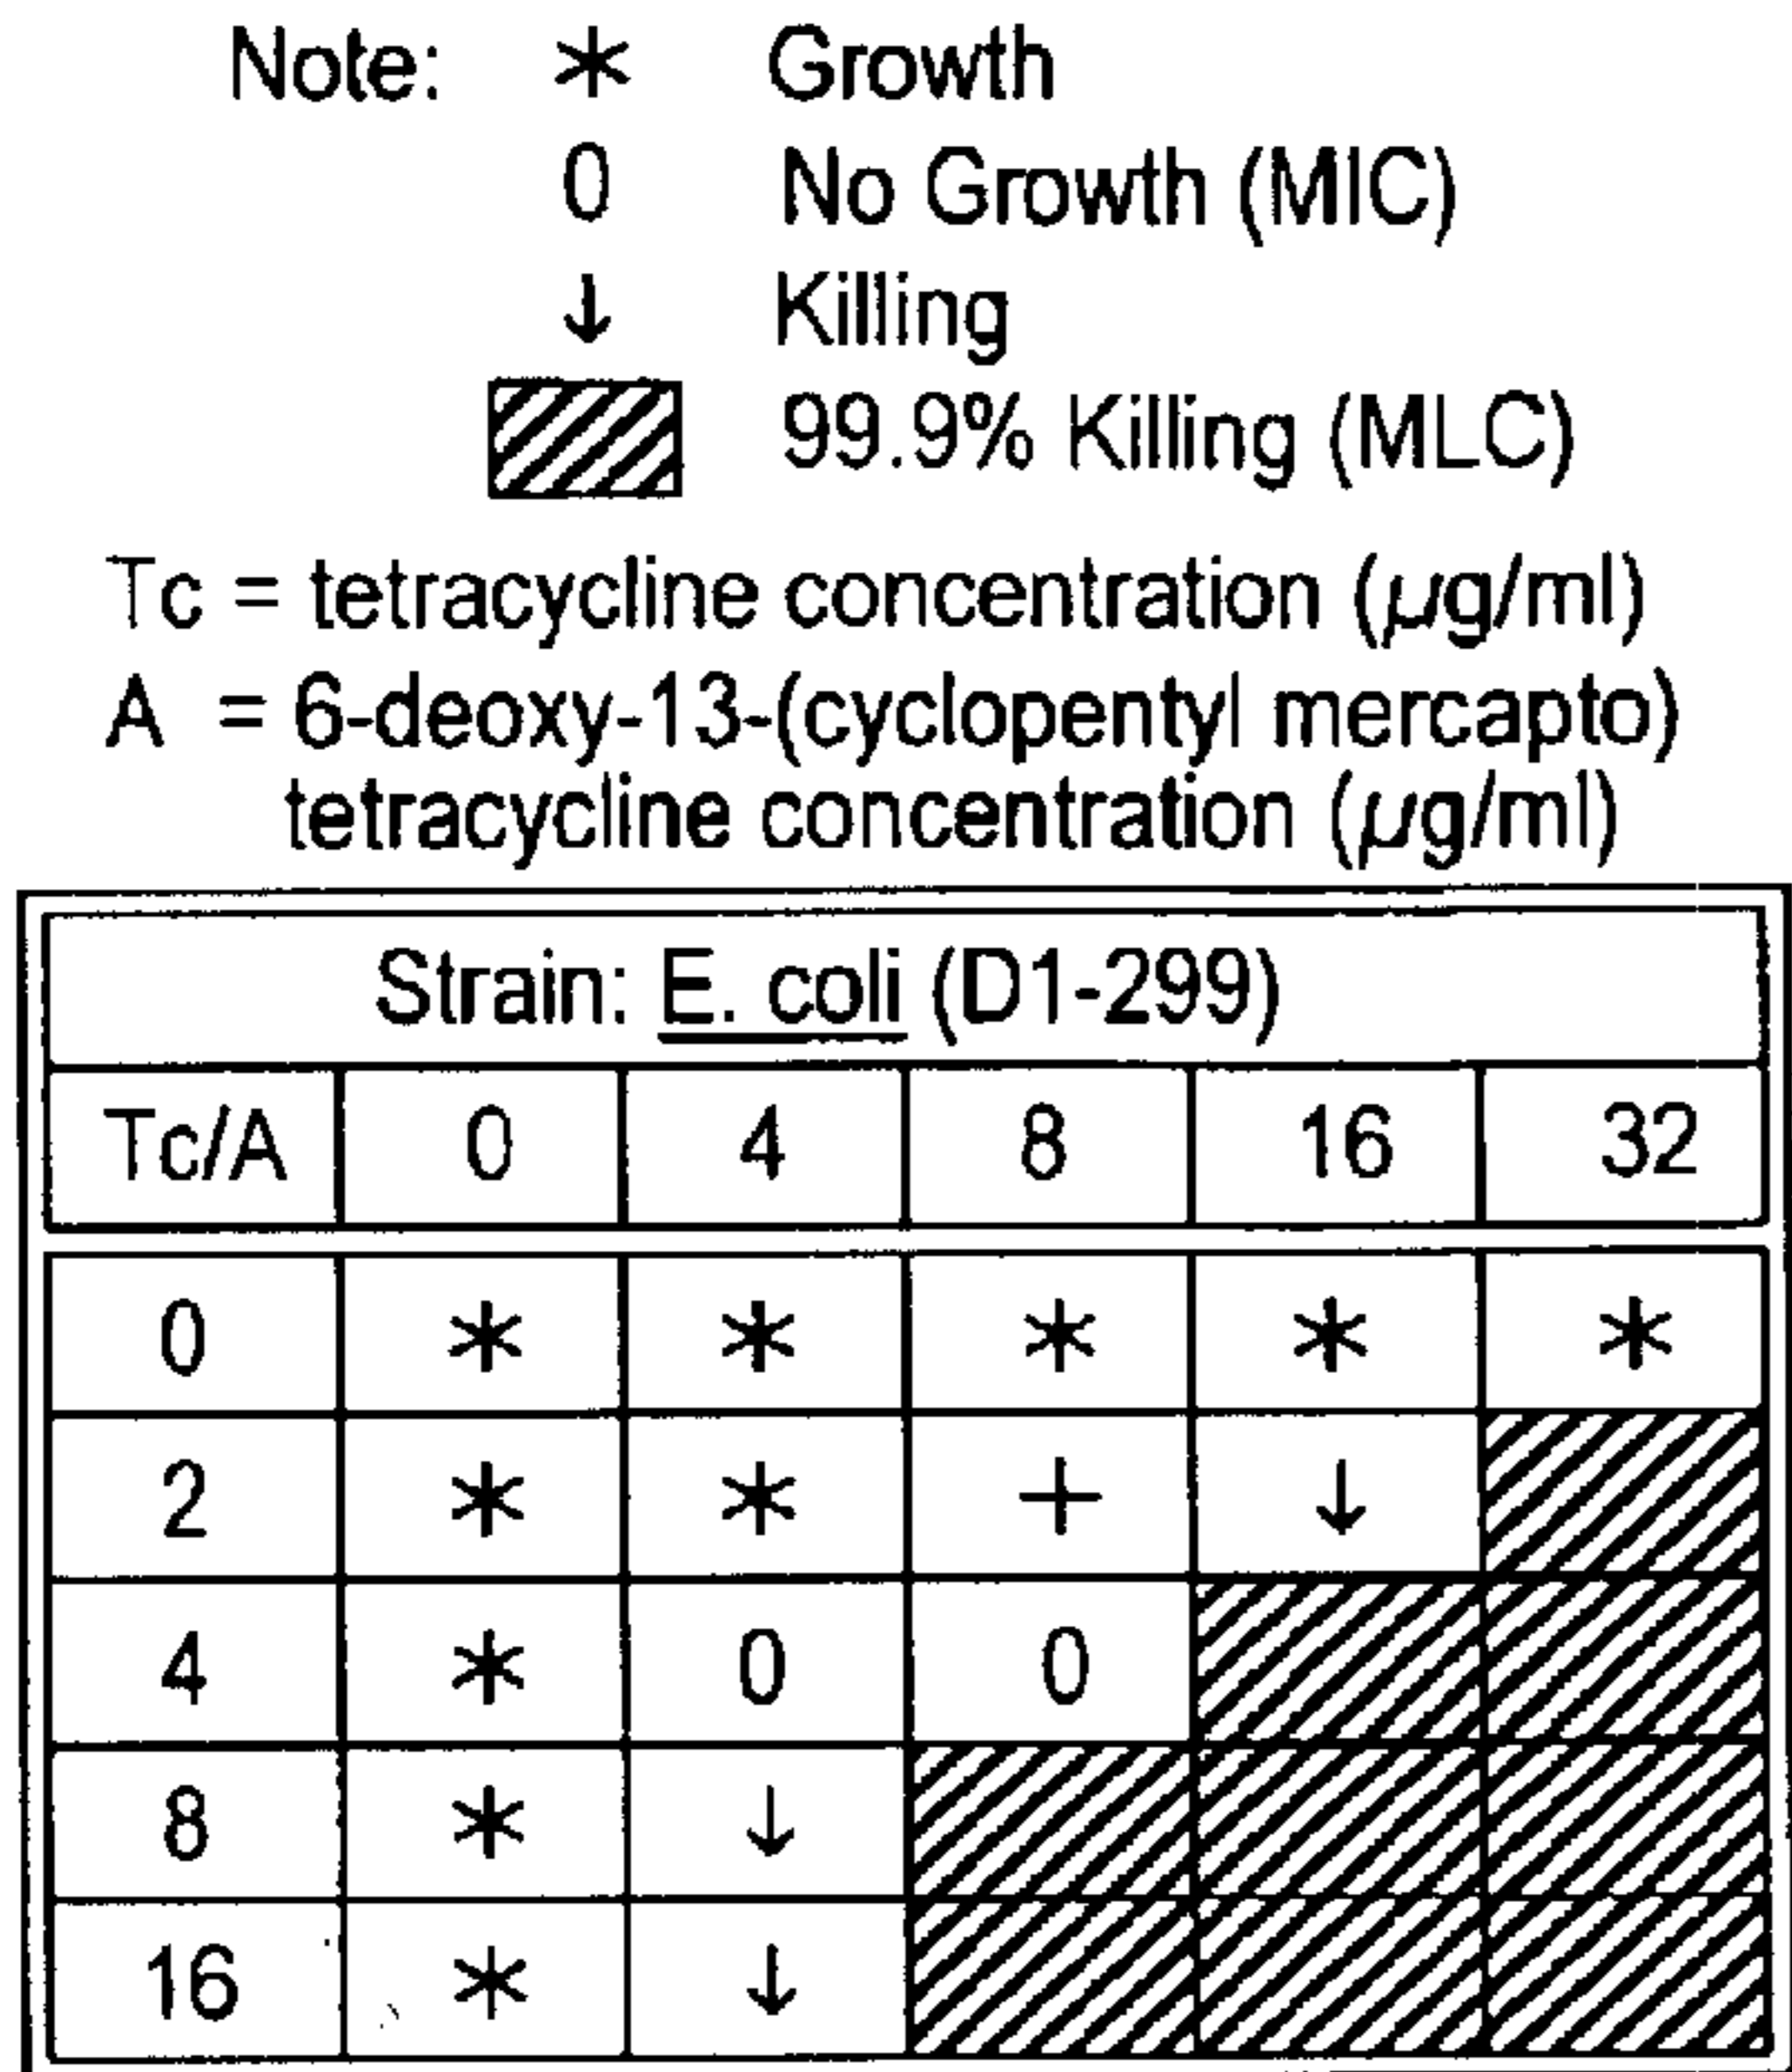 Note: * Growth
0 No Growth (MIC)
↓ Killing
99.9% Killing (MLC)
Tc = tetracycline concentration (μg/ml)
A = 6-deoxy-13-(cyclopentyl mercapto)
tetracycline concentration (μg/ml)
Strain: E. coli (D1-299)
Tc/A 0 4 8 16 32
0 * * * * *
2 * * + ↓
4 * 0 0
8 * ↓
16 * ↓